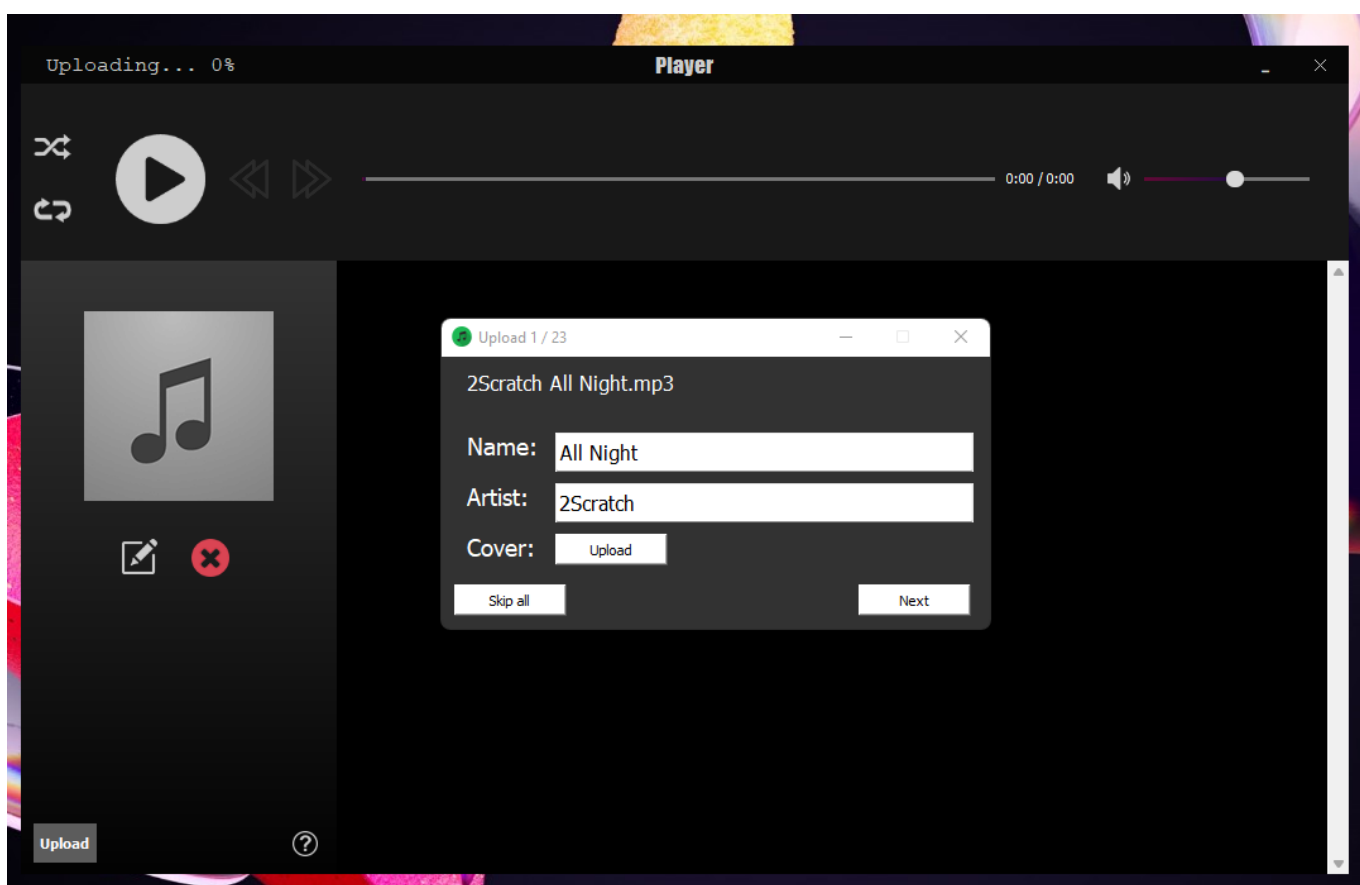 Uploading... 0%
Player
0:00 / 0:00
Upload 1 / 23
2Scratch All Night.mp3
Name:
All Night
Artist:
2Scratch
Cover:
Upload
Skip all
Next
Upload
?